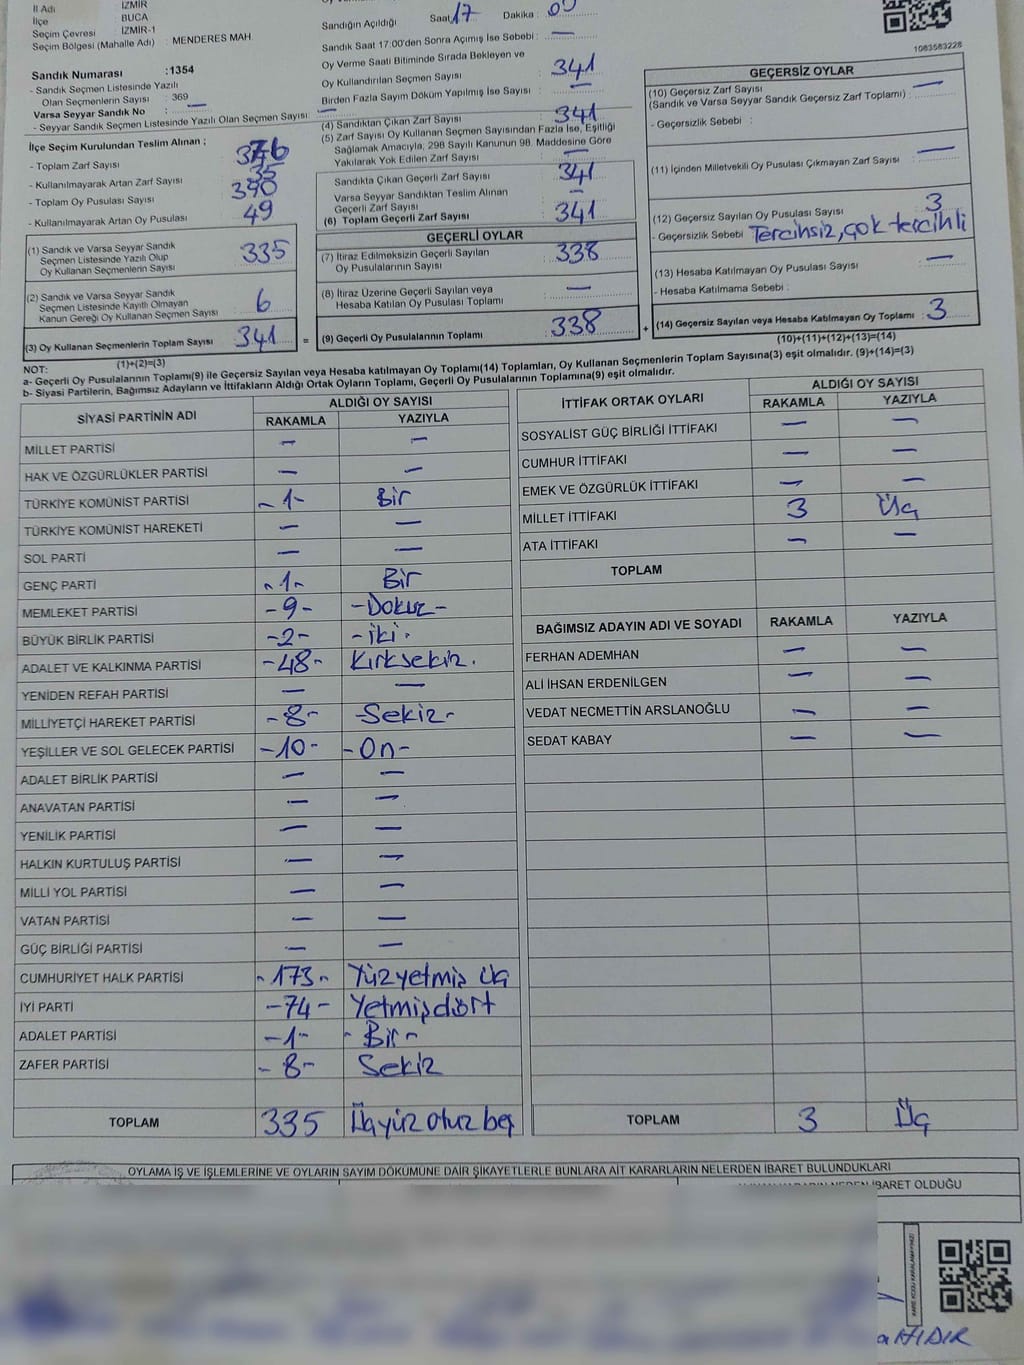 İl Adı : İZMİR
İlçe BUCA
Seçim Çevresi : İZMİR-1
Seçim Bölgesi (Mahalle Adı) : MENDERES MAH.
Sandık Numarası :1354
- Sandık Seçmen Listesinde Yazılı
Olan Seçmenlerin Sayısı : 369
Varsa Seyyar Sandık No : —
- Seyyar Sandık Seçmen Listesinde Yazılı Olan Seçmen Sayısı: —
İlçe Seçim Kurulundan Teslim Alınan ;
- Toplam Zarf Sayısı
- Kullanılmayarak Artan Zarf Sayısı 35
- Toplam Oy Pusulası Sayısı 390
- Kullanılmayarak Artan Oy Pusulası 49
(1) Sandık ve Varsa Seyyar Sandık
Seçmen Listesinde Yazılı Olup
Oy Kullanan Seçmenlerin Sayısı 335
(2) Sandık ve Varsa Seyyar Sandık
Seçmen Listesinde Kayıtlı Olmayan
Kanun Gereği Oy Kullanan Seçmen Sayısı : 6
(3) Oy Kullanan Seçmenlerin Toplam Sayısı : 341 =
(1)+(2)=(3)
Sandığın Açıldığı Saat 17 Dakika : 00
Sandık Saat 17:00'den Sonra Açımış İse Sebebi : —
Oy Verme Saati Bitiminde Sırada Bekleyen ve
Oy Kullandırılan Seçmen Sayısı : 341
Birden Fazla Sayım Döküm Yapılmış İse Sayısı : —
(4) Sandıktan Çıkan Zarf Sayısı : 341
(5) Zarf Sayısı Oy Kullanan Seçmen Sayısından Fazla İse, Eşitliği
Sağlamak Amacıyla, 298 Sayılı Kanunun 98. Maddesine Göre
Yakılarak Yok Edilen Zarf Sayısı : —
Sandıkta Çıkan Geçerli Zarf Sayısı : 341
Varsa Seyyar Sandıktan Teslim Alınan
Geçerli Zarf Sayısı : —
(6) Toplam Geçerli Zarf Sayısı : 341
GEÇERLİ OYLAR
(7) İtiraz Edilmeksizin Geçerli Sayılan
Oy Pusulalarının Sayısı : 338
(8) İtiraz Üzerine Geçerli Sayılan veya
Hesaba Katılan Oy Pusulası Toplamı : —
(9) Geçerli Oy Pusulalarının Toplamı : 338 +
1083583228
GEÇERSİZ OYLAR
(10) Geçersiz Zarf Sayısı
(Sandık ve Varsa Seyyar Sandık Geçersiz Zarf Toplamı) : —
- Geçersizlik Sebebi :
(11) İçinden Milletvekili Oy Pusulası Çıkmayan Zarf Sayısı : —
(12) Geçersiz Sayılan Oy Pusulası Sayısı : 3
- Geçersizlik Sebebi Tercihsiz, çok tercihli
(13) Hesaba Katılmayan Oy Pusulası Sayısı : —
- Hesaba Katılmama Sebebi :
(14) Geçersiz Sayılan veya Hesaba Katılmayan Oy Toplamı : 3
(10)+(11)+(12)+(13)=(14)
NOT:
a- Geçerli Oy Pusulalarının Toplamı(9) ile Geçersiz Sayılan veya Hesaba katılmayan Oy Toplamı(14) Toplamları, Oy Kullanan Seçmenlerin Toplam Sayısına(3) eşit olmalıdır. (9)+(14)=(3)
b- Siyasi Partilerin, Bağımsız Adayların ve İttifakların Aldığı Ortak Oyların Toplamı, Geçerli Oy Pusulalarının Toplamına(9) eşit olmalıdır.
SİYASİ PARTİNİN ADI ALDIĞI OY SAYISI
RAKAMLA YAZIYLA
MİLLET PARTİSİ — —
HAK VE ÖZGÜRLÜKLER PARTİSİ — —
TÜRKİYE KOMÜNİST PARTİSİ -1- Bir
TÜRKİYE KOMÜNİST HAREKETİ — —
SOL PARTİ — —
GENÇ PARTİ -1- Bir
MEMLEKET PARTİSİ -9- -Dokuz-
BÜYÜK BİRLİK PARTİSİ -2- -iki-
ADALET VE KALKINMA PARTİSİ -48- Kırksekiz.
YENİDEN REFAH PARTİSİ — —
MİLLİYETÇİ HAREKET PARTİSİ -8- -Sekiz-
YEŞİLLER VE SOL GELECEK PARTİSİ -10- -On-
ADALET BİRLİK PARTİSİ — —
ANAVATAN PARTİSİ — —
YENİLİK PARTİSİ — —
HALKIN KURTULUŞ PARTİSİ — —
MİLLİ YOL PARTİSİ — —
VATAN PARTİSİ — —
GÜÇ BİRLİĞİ PARTİSİ — —
CUMHURİYET HALK PARTİSİ -173- Yüzyetmiş üç
İYİ PARTİ -74- Yetmişdört
ADALET PARTİSİ -1- -Bir-
ZAFER PARTİSİ -8- Sekiz
TOPLAM 335 Üçyüz otuz beş
İTTİFAK ORTAK OYLARI ALDIĞI OY SAYISI
RAKAMLA YAZIYLA
SOSYALİST GÜÇ BİRLİĞİ İTTİFAKI — —
CUMHUR İTTİFAKI — —
EMEK VE ÖZGÜRLÜK İTTİFAKI — —
MİLLET İTTİFAKI 3 Üç
ATA İTTİFAKI — —
TOPLAM
BAĞIMSIZ ADAYIN ADI VE SOYADI RAKAMLA YAZIYLA
FERHAN ADEMHAN — —
ALİ İHSAN ERDENİLGEN — —
VEDAT NECMETTİN ARSLANOĞLU — —
SEDAT KABAY — —
TOPLAM 3 Üç
OYLAMA İŞ VE İŞLEMLERİNE VE OYLARIN SAYIM DÖKÜMÜNE DAİR ŞİKAYETLERLE BUNLARA AİT KARARLARIN NELERDEN İBARET BULUNDUKLARI
NEDEN İBARET OLDUĞU
HIDIR